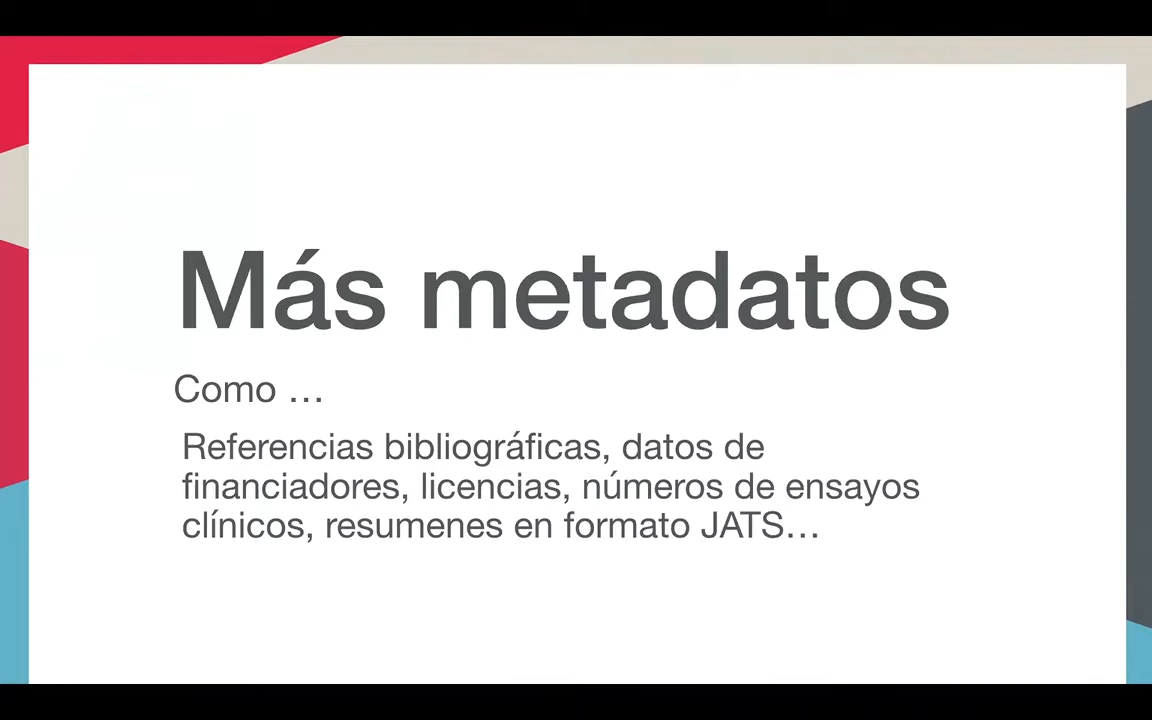 Más metadatos
Como …
Referencias bibliográficas, datos de
financiadores, licencias, números de ensayos
clínicos, resumenes en formato JATS…